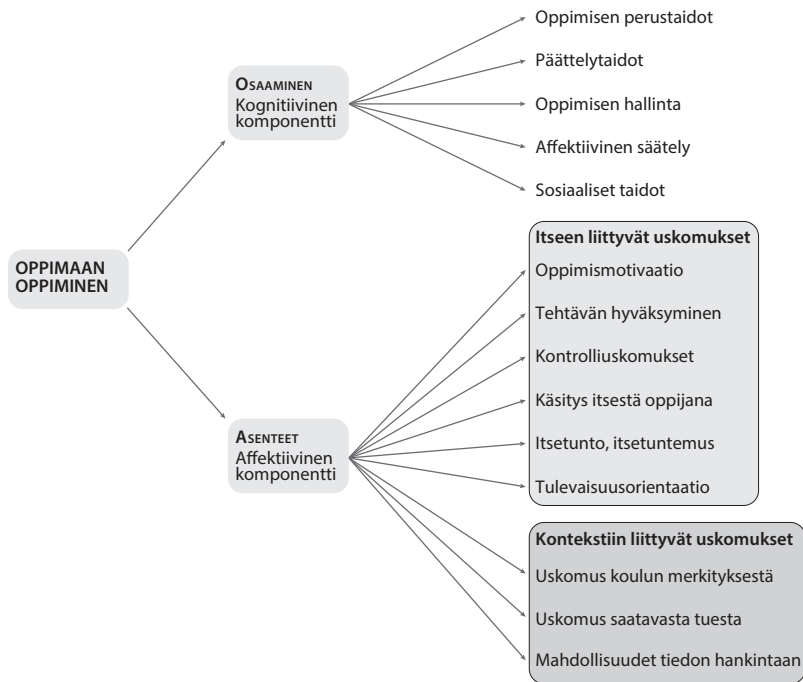 OPPIMAAN
OPPIMINEN
OSAAMINEN
Kognitiivinen
komponentti
Oppimisen perustaidot
Päättelytaidot
Oppimisen hallinta
Affektiivinen säätely
Sosiaaliset taidot
ASENTEET
Affektiivinen
komponentti
Itseen liittyvät uskomukset
Oppimismotivaatio
Tehtävän hyväksyminen
Kontrolliuskomukset
Käsitys itsestä oppijana
Itsetunto, itsetuntemus
Tulevaisuusorientaatio
Kontekstiin liittyvät uskomukset
Uskomus koulun merkityksestä
Uskomus saatavasta tuesta
Mahdollisuudet tiedon hankintaan